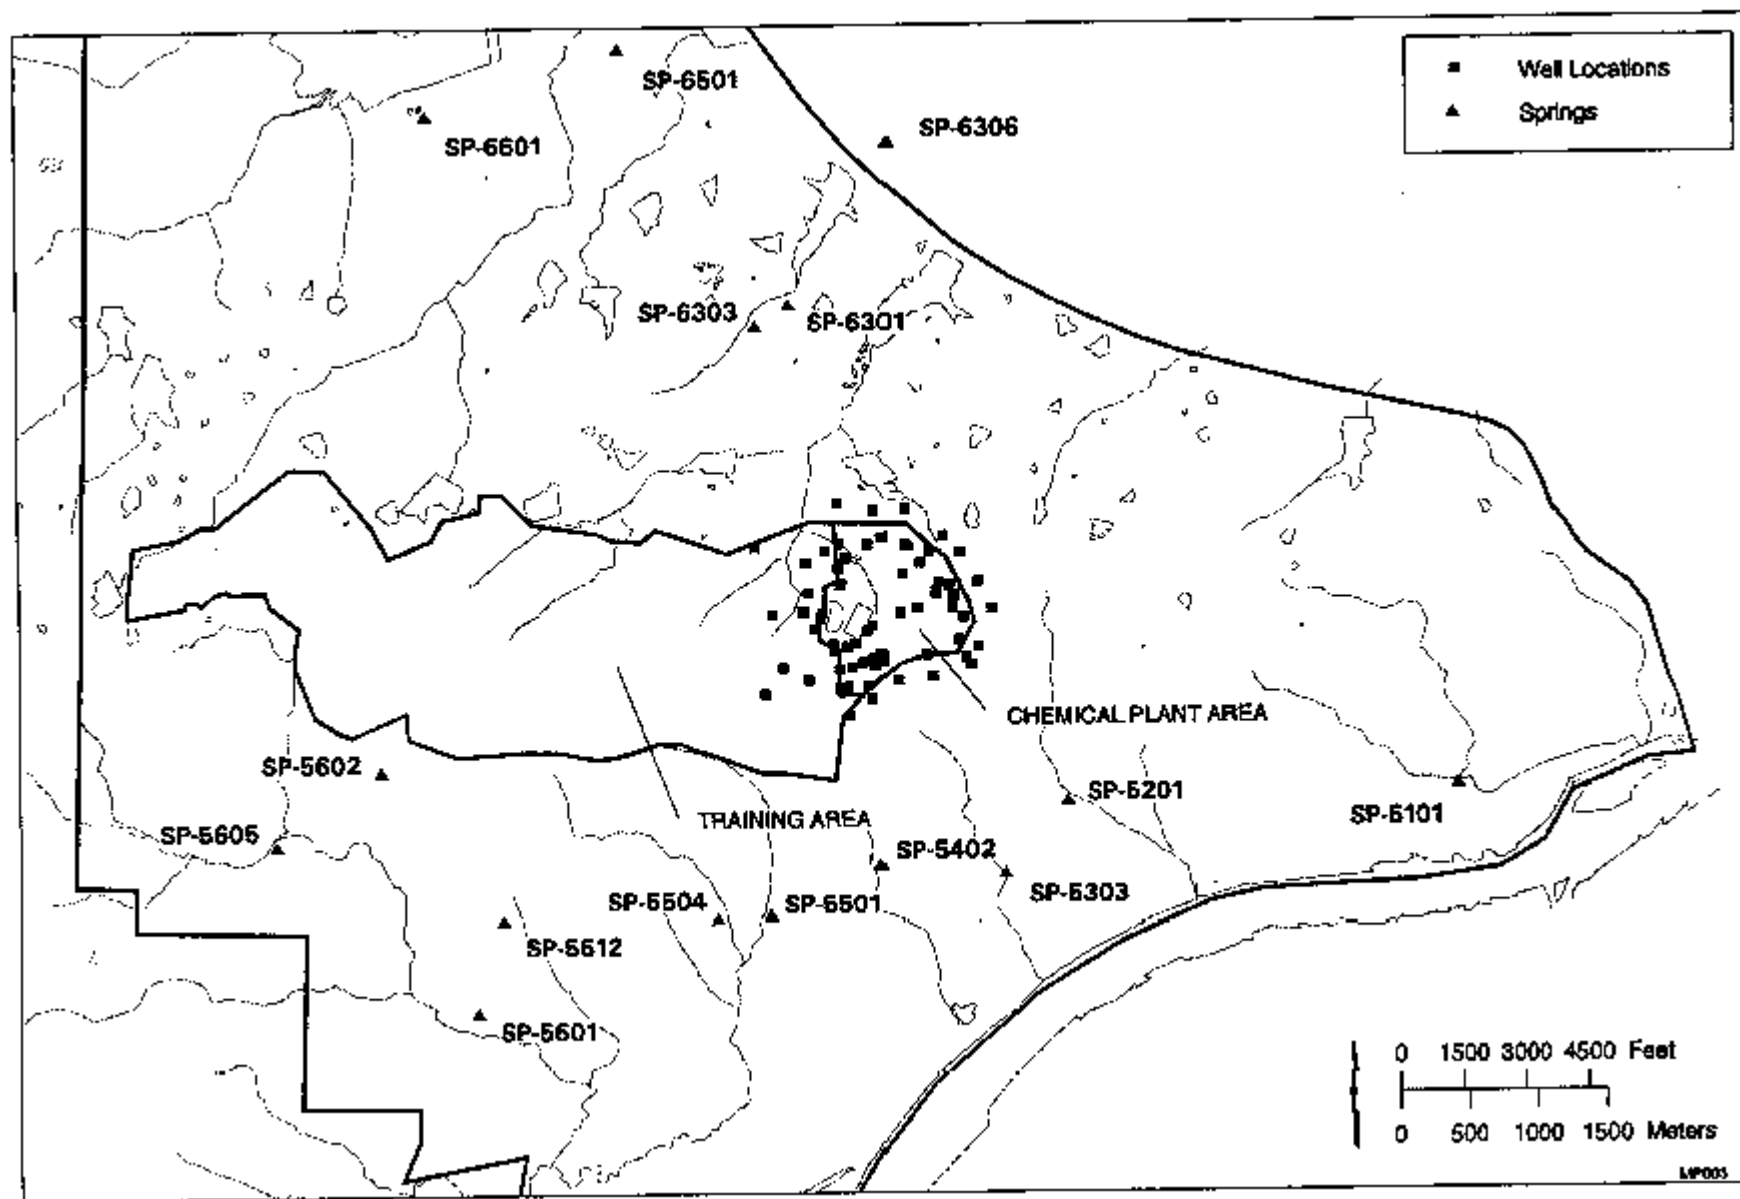 Well Locations
Springs
SP-6501
SP-6601
SP-6306
SP-6303
SP-6301
CHEMICAL PLANT AREA
SP-5602
SP-5201
SP-5101
TRAINING AREA
SP-5605
SP-5402
SP-5303
SP-5504
SP-5501
SP-5612
SP-5601
0 1500 3000 4500 Feet
0 500 1000 1500 Meters